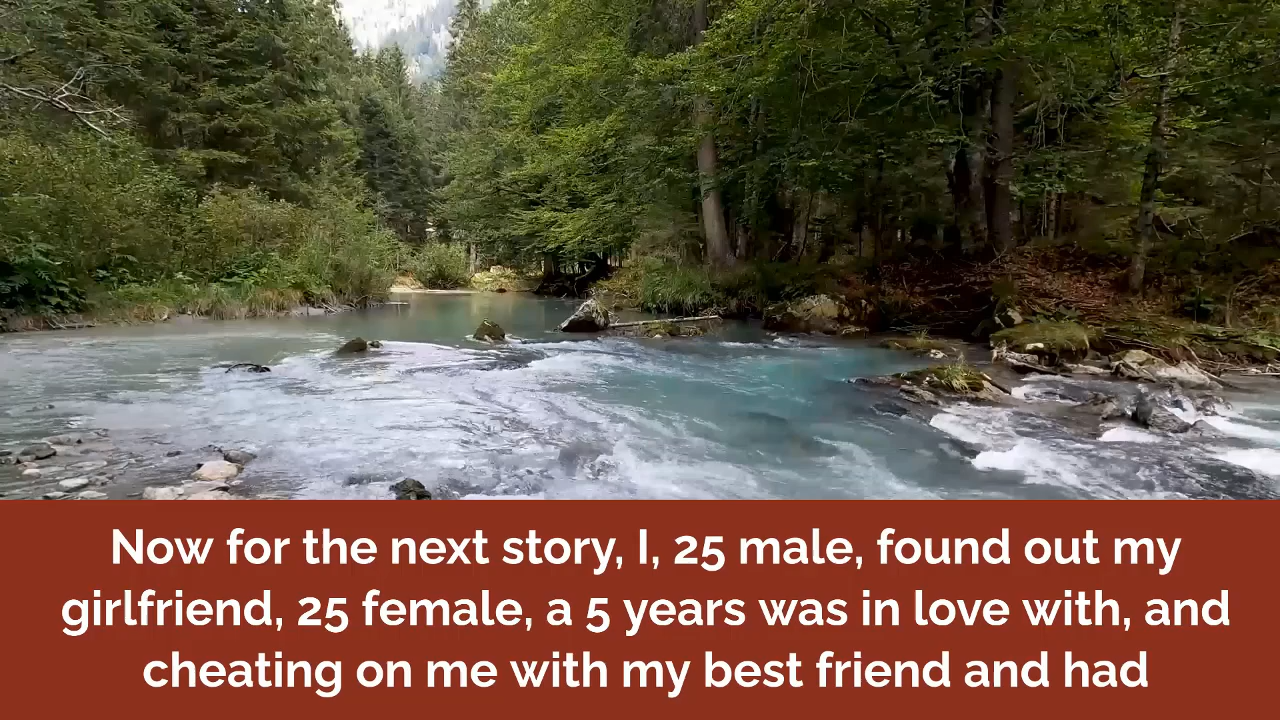 Now for the next story, I, 25 male, found out my
girlfriend, 25 female, a 5 years was in love with, and
cheating on me with my best friend and had